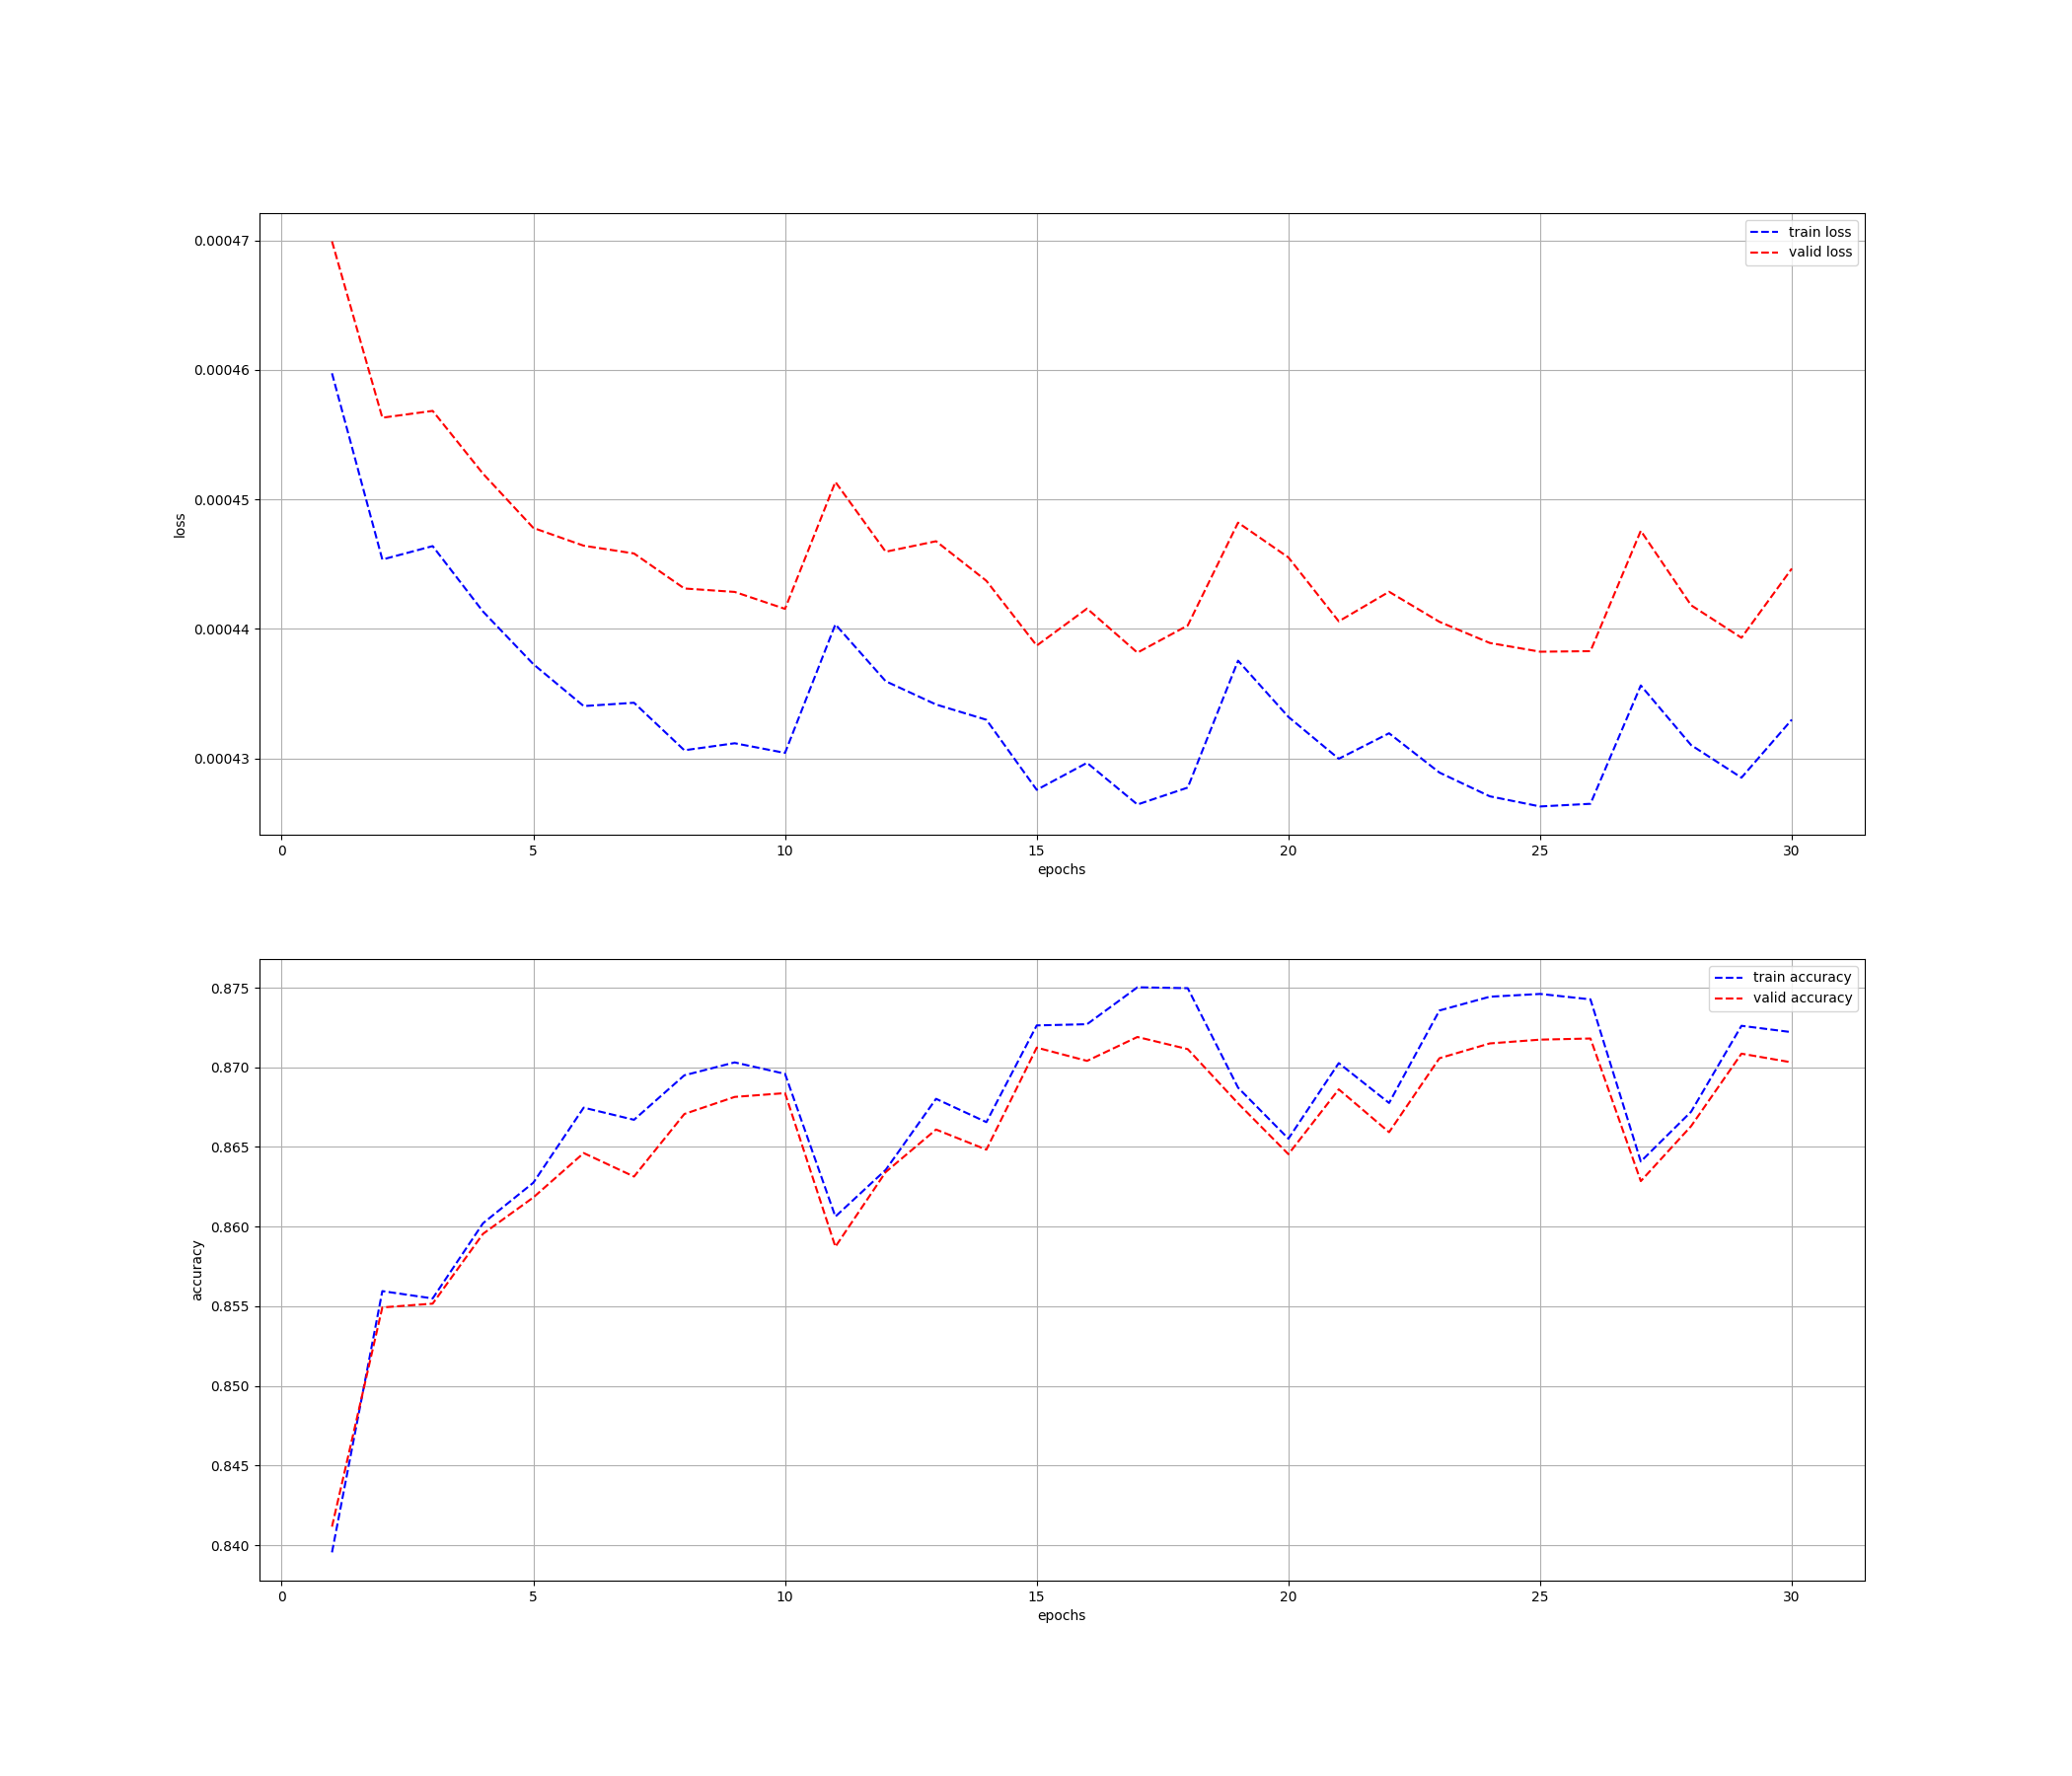 train loss
valid loss
0.00047
0.00046
0.00045
0.00044
0.00043
loss
0 5 10 15 20 25 30
epochs
train accuracy
valid accuracy
0.875
0.870
0.865
0.860
0.855
0.850
0.845
0.840
accuracy
0 5 10 15 20 25 30
epochs